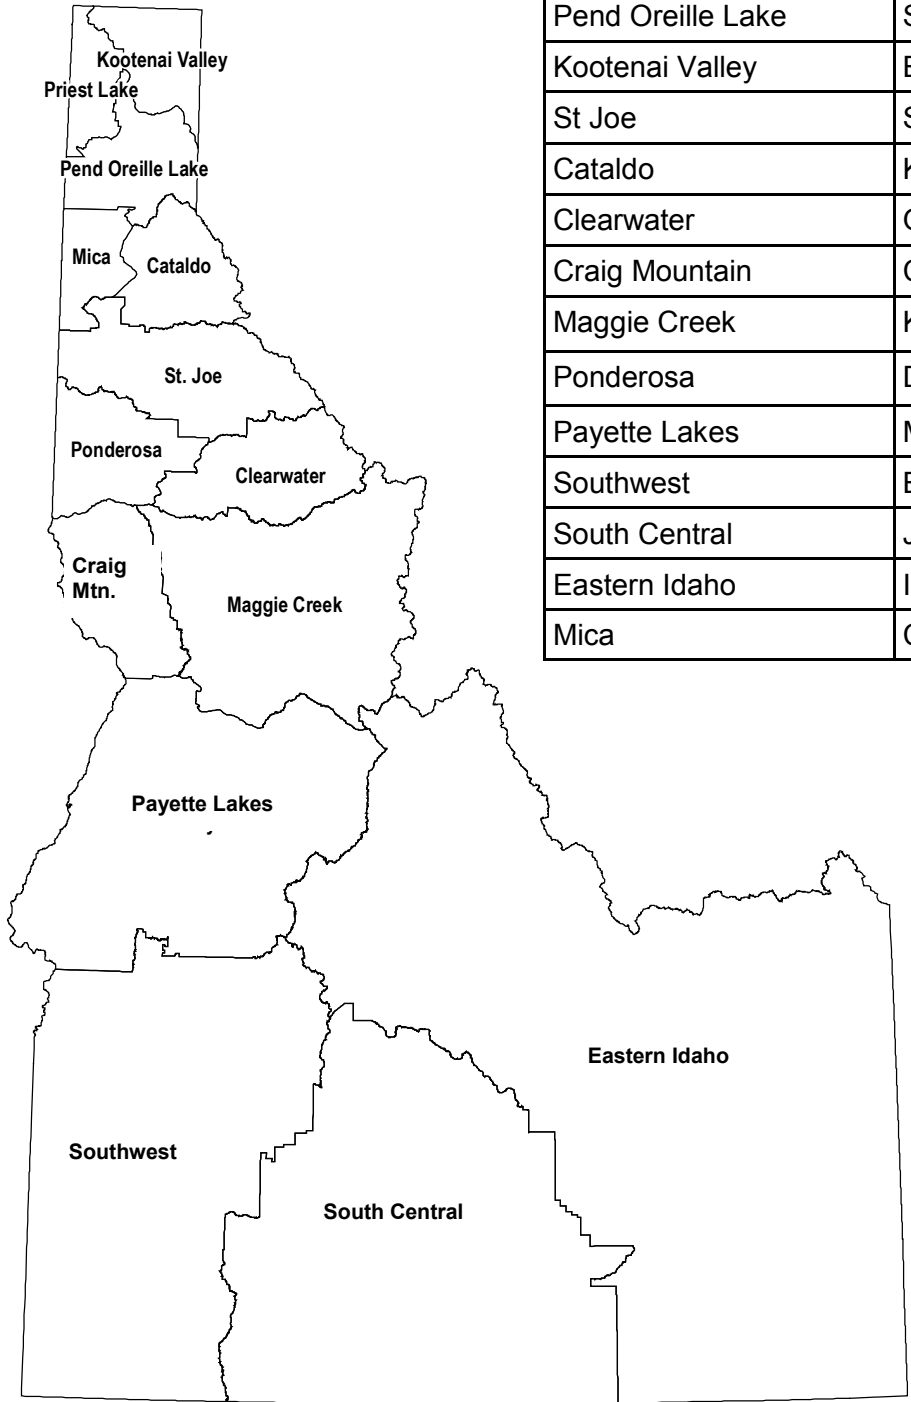 Kootenai Valley
Priest Lake
Pend Oreille Lake
Mica
Cataldo
St. Joe
Ponderosa
Clearwater
Craig
Mtn.
Maggie Creek
Payette Lakes
Eastern Idaho
Southwest
South Central
Pend Oreille Lake S
Kootenai Valley B
St Joe S
Cataldo K
Clearwater
Craig Mountain
Maggie Creek K
Ponderosa D
Payette Lakes M
Southwest B
South Central J
Eastern Idaho I
Mica